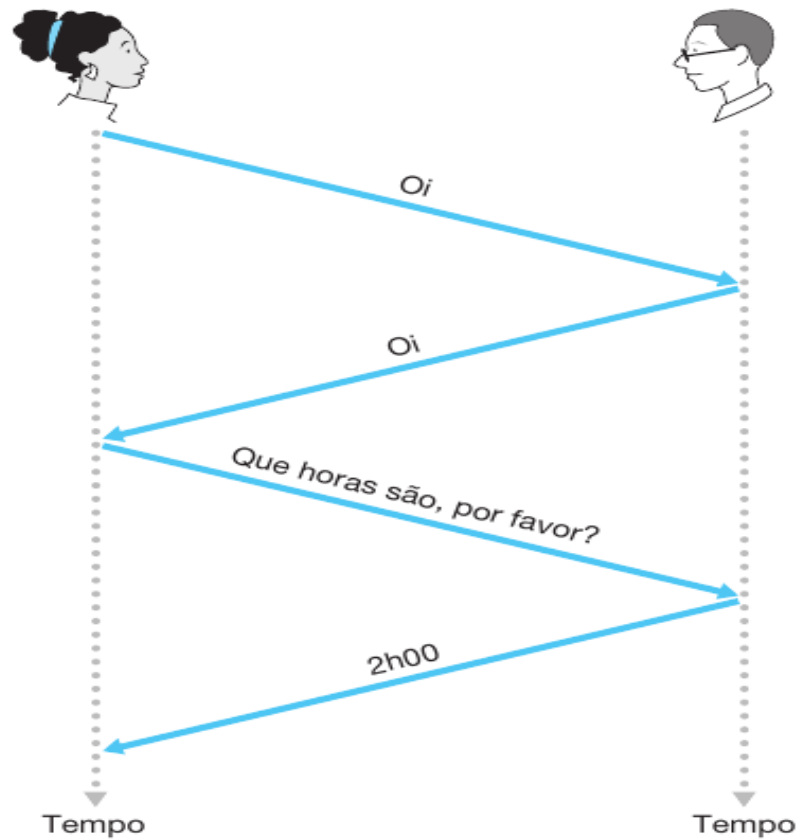 Oi
Oi
Que horas são, por favor?
2h00
Tempo
Tempo